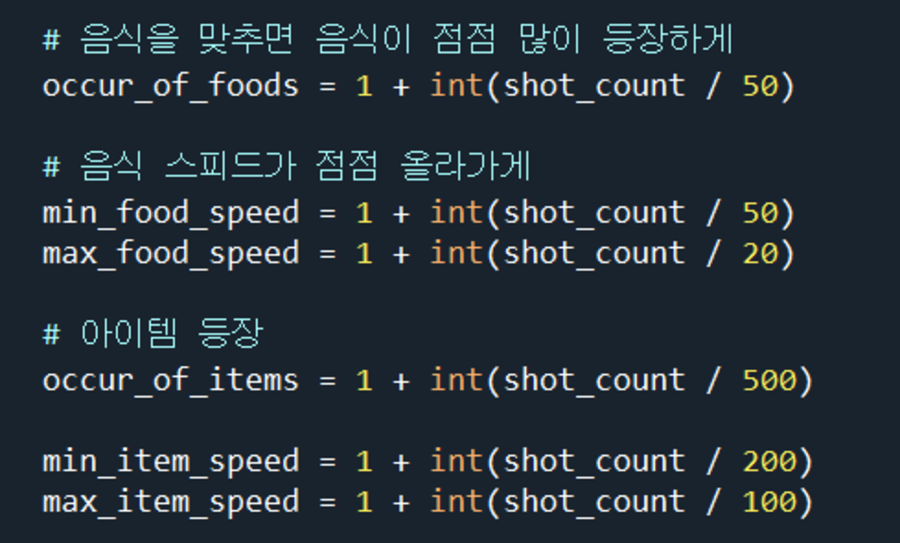 # 음식을 맞추면 음식이 점점 많이 등장하게
occur_of_foods = 1 + int(shot_count / 50)
# 음식 스피드가 점점 올라가게
min_food_speed = 1 + int(shot_count / 50)
max_food_speed = 1 + int(shot_count / 20)
# 아이템 등장
occur_of_items = 1 + int(shot_count / 500)
min_item_speed = 1 + int(shot_count / 200)
max_item_speed = 1 + int(shot_count / 100)